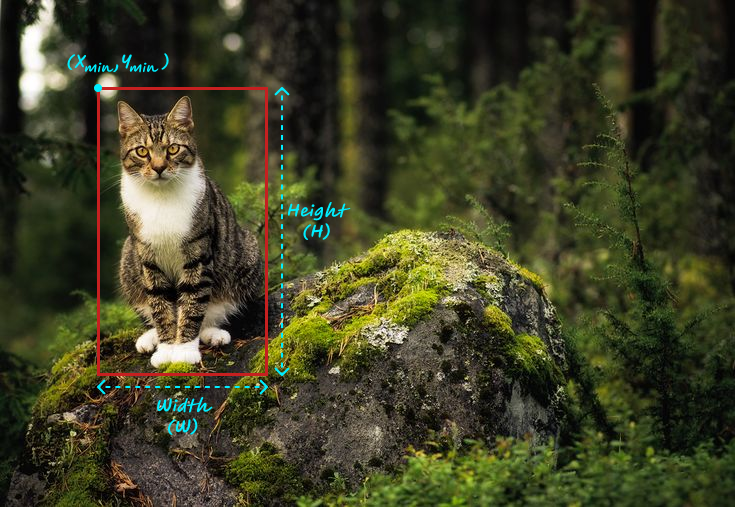 (Xmin, Ymin)
Height
(H)
Width
(W)